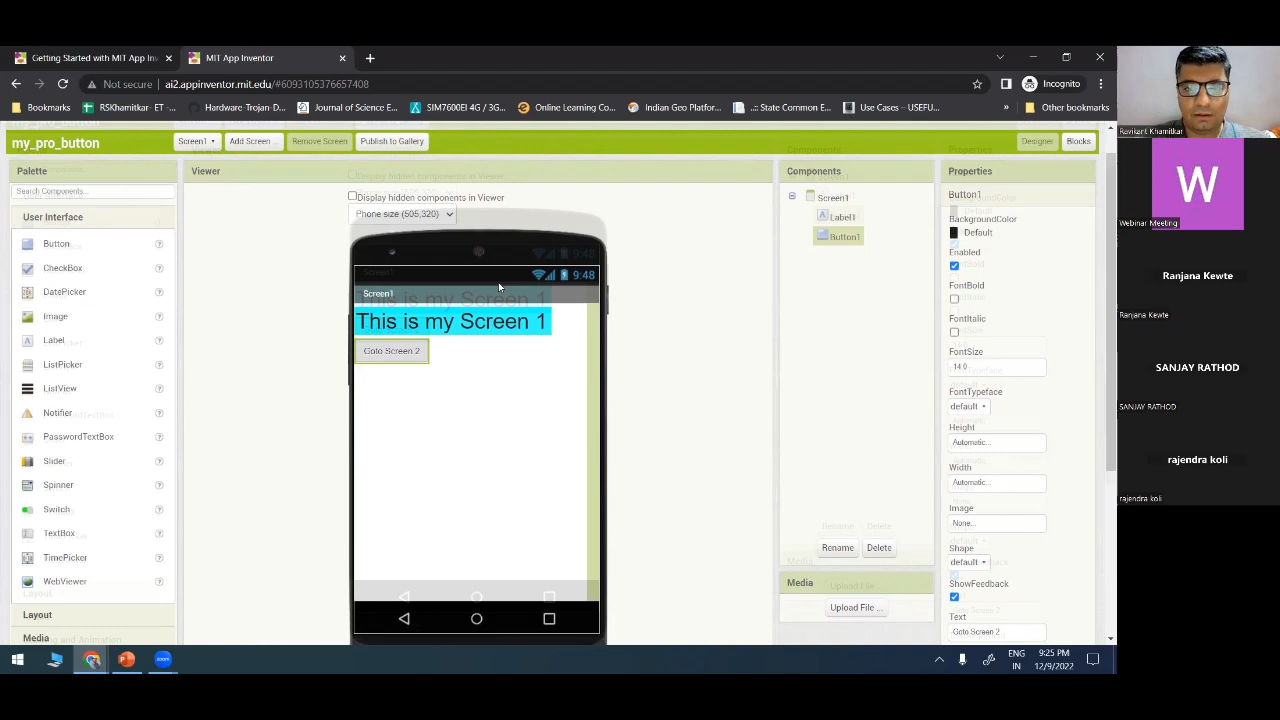 Getting Started with MIT App Inv
MIT App Inventor
Not secure
ai2.appinventor.mit.edu/#6093105376657408
Incognito
Bookmarks
RSKhamitkar- ET -...
Hardware-Trojan-D...
Journal of Science E...
SIM7600EI 4G / 3G...
Online Learning Co...
Indian Geo Platfor...
..: State Common E...
Use Cases – USEFU...
»
Other bookmarks
my_pro_button
Screen1
Add Screen ...
Remove Screen
Publish to Gallery
Designer
Blocks
Palette
Search Components...
User Interface
Button
CheckBox
DatePicker
Image
Label
ListPicker
ListView
Notifier
PasswordTextBox
Slider
Spinner
Switch
TextBox
TimePicker
WebViewer
Layout
Media
Viewer
Display hidden components in Viewer
Phone size (505,320)
9:48
Screen1
This is my Screen 1
Goto Screen 2
Components
Screen1
Label1
Button1
Rename
Delete
Media
Upload File ...
Properties
Button1
BackgroundColor
Default
Enabled
FontBold
FontItalic
FontSize
14.0
FontTypeface
default
Height
Automatic...
Width
Automatic...
Image
None...
Shape
default
ShowFeedback
Text
Goto Screen 2
ENG
IN
9:25 PM
12/9/2022
Ravikant Khamitkar
W
Webinar Meeting
Ranjana Kewte
Ranjana Kewte
SANJAY RATHOD
SANJAY RATHOD
rajendra koli
rajendra koli